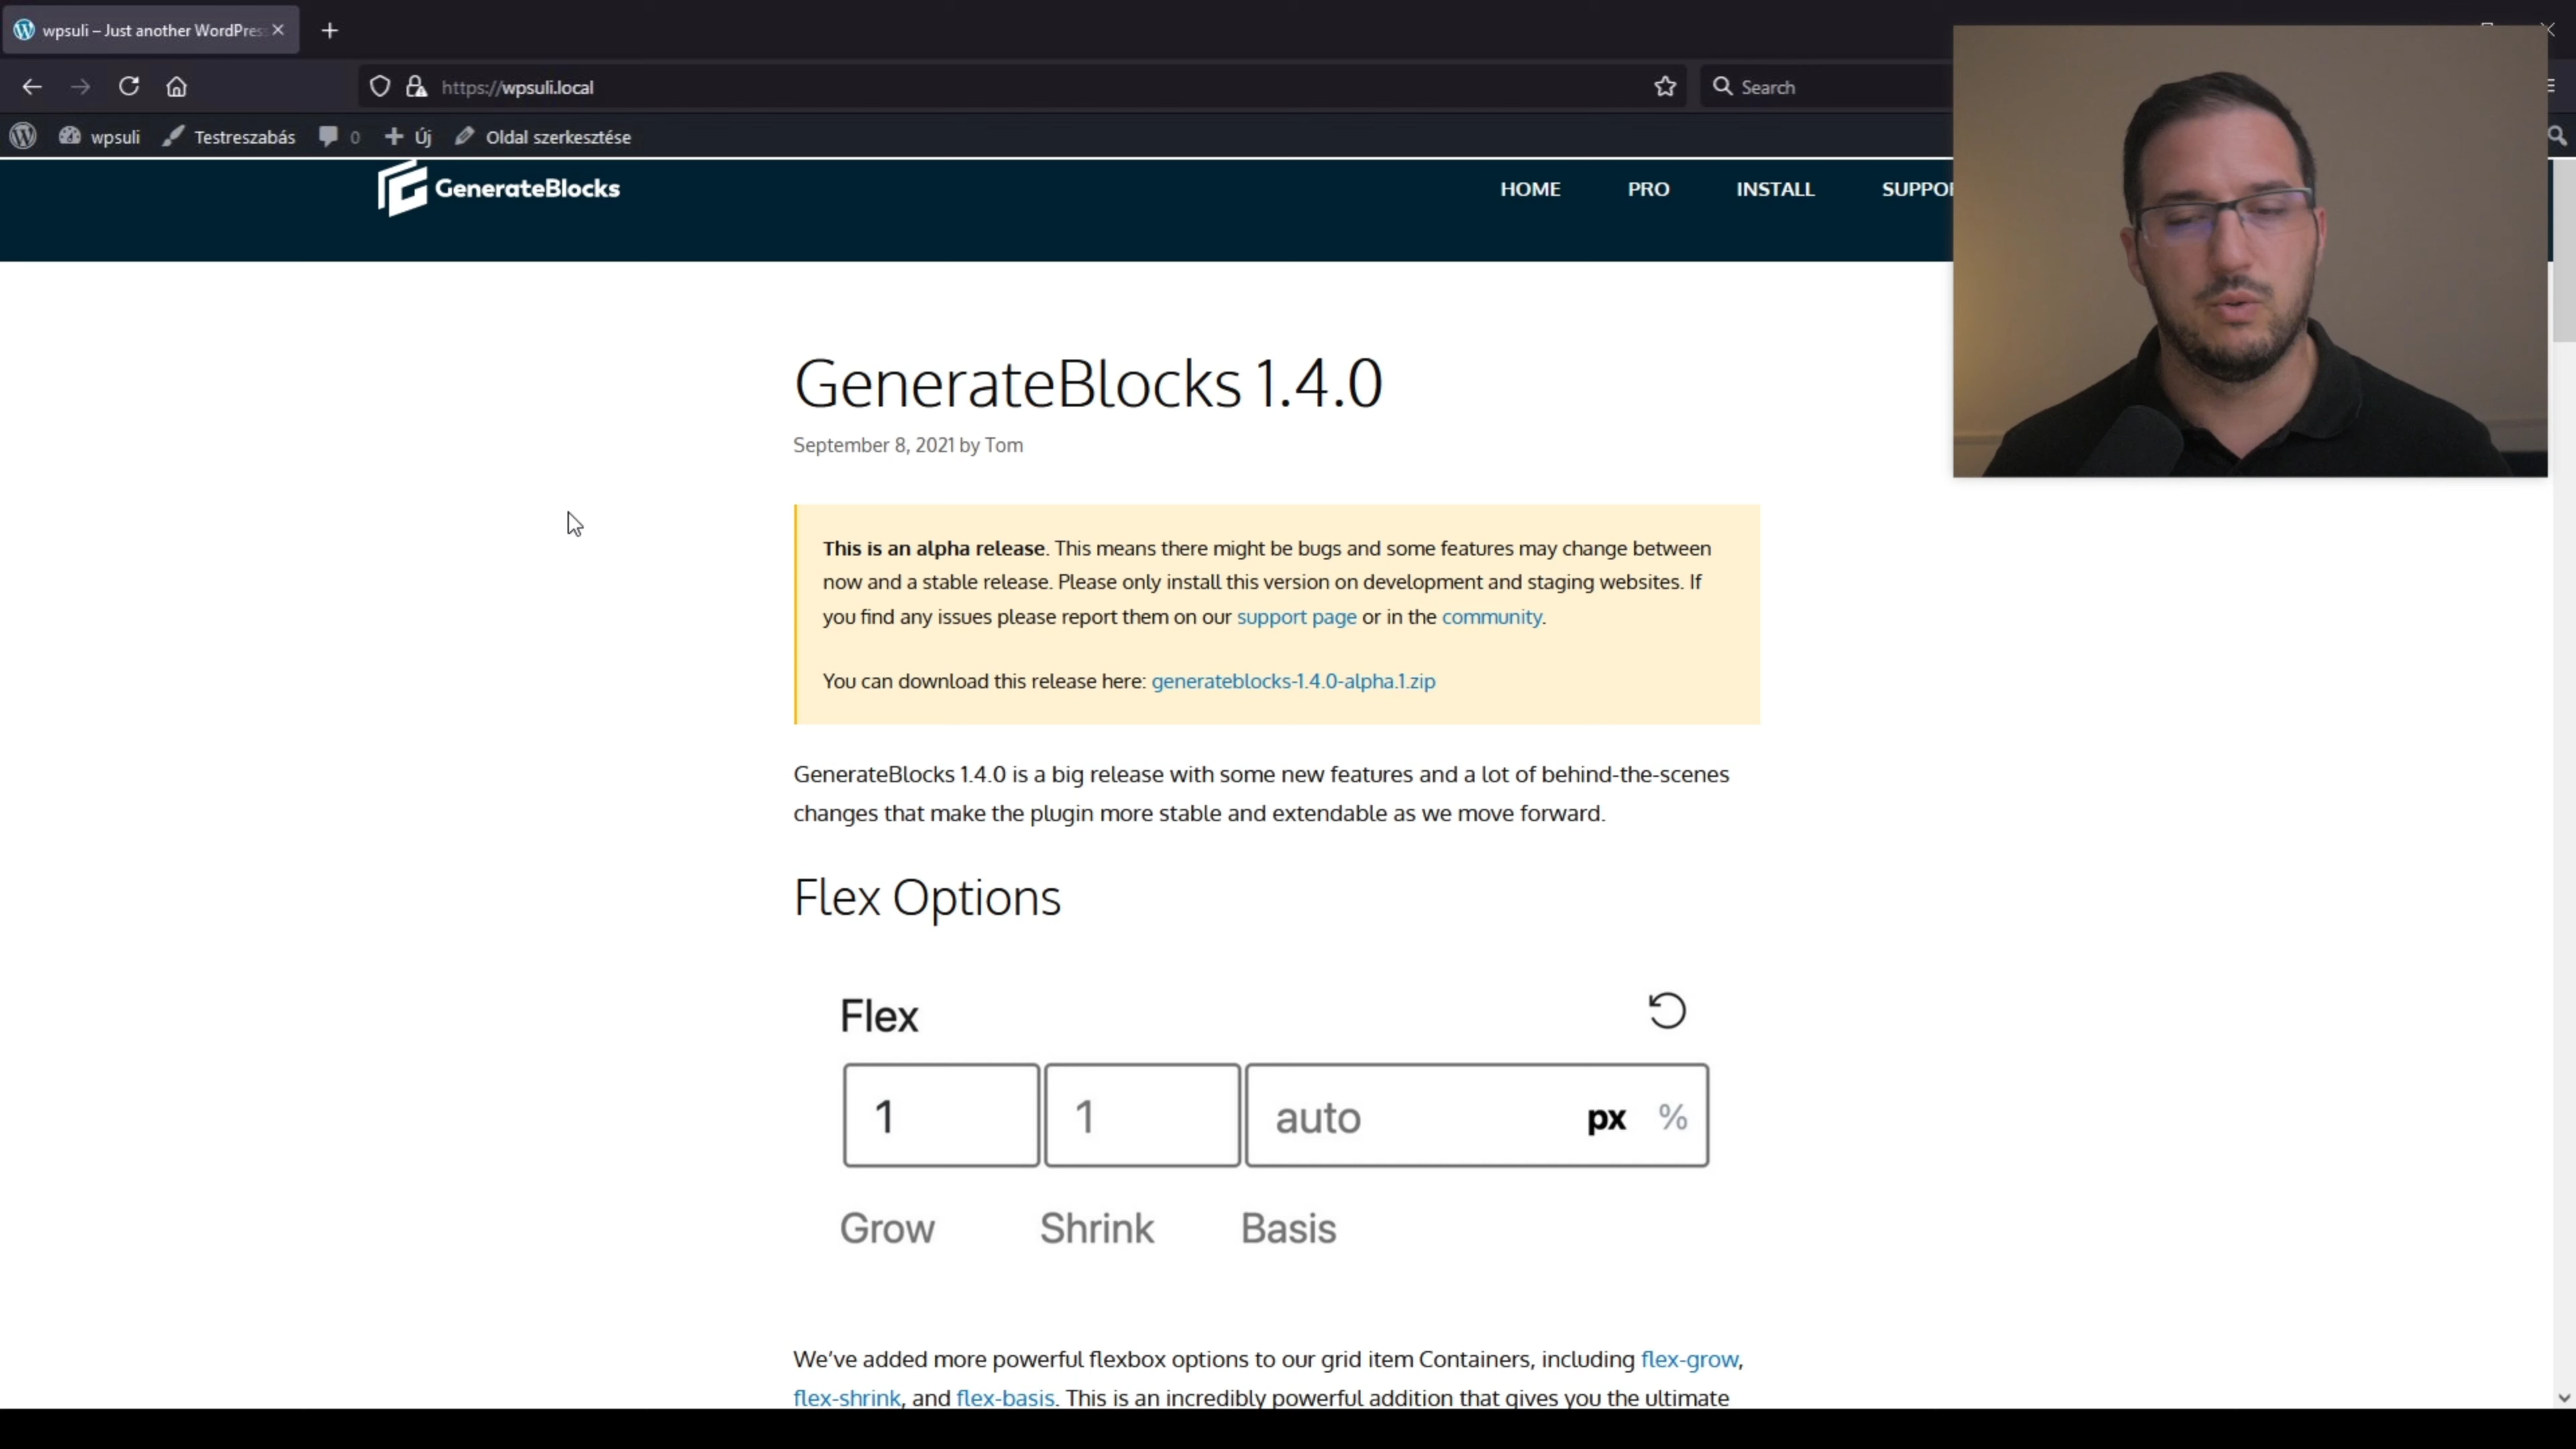 wpsuli – Just another WordPres
https://wpsuli.local
Search
wpsuli Testreszabás 0 Új Oldal szerkesztése
GenerateBlocks HOME PRO INSTALL SUPPO
GenerateBlocks 1.4.0
September 8, 2021 by Tom
This is an alpha release. This means there might be bugs and some features may change between
now and a stable release. Please only install this version on development and staging websites. If
you find any issues please report them on our support page or in the community.
You can download this release here: generateblocks-1.4.0-alpha.1.zip
GenerateBlocks 1.4.0 is a big release with some new features and a lot of behind-the-scenes
changes that make the plugin more stable and extendable as we move forward.
Flex Options
Flex
1 1 auto px %
Grow Shrink Basis
We've added more powerful flexbox options to our grid item Containers, including flex-grow,
flex-shrink, and flex-basis. This is an incredibly powerful addition that gives you the ultimate